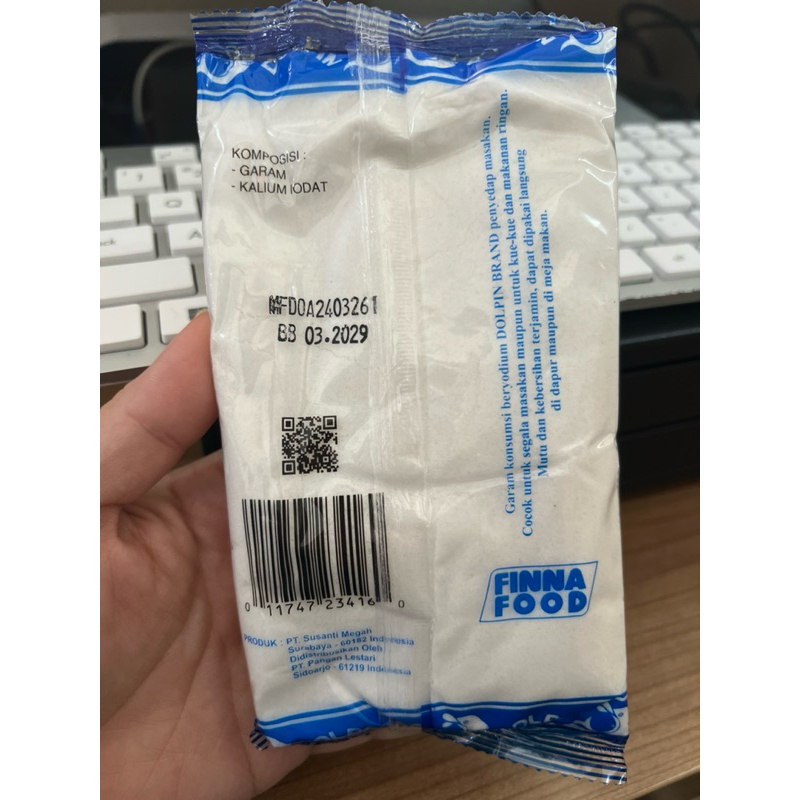 KOMPOSISI :
- GARAM
- KALIUM IODAT
MFDOA2403261
BB 03.2029
0 11747 23416 0
PRODUK : PT. Susanti Megah
Surabaya - 60182 Indonesia
Didistribusikan Oleh
PT. Pangan Lestari
Sidoarjo - 61219 Indonesia
Garam konsumsi beryodium DOLPIN BRAND penyedap masakan.
Cocok untuk segala masakan maupun untuk kue-kue dan makanan ringan.
Mutu dan kebersihan terjamin, dapat dipakai langsung
di dapur maupun di meja makan.
FINNA
FOOD